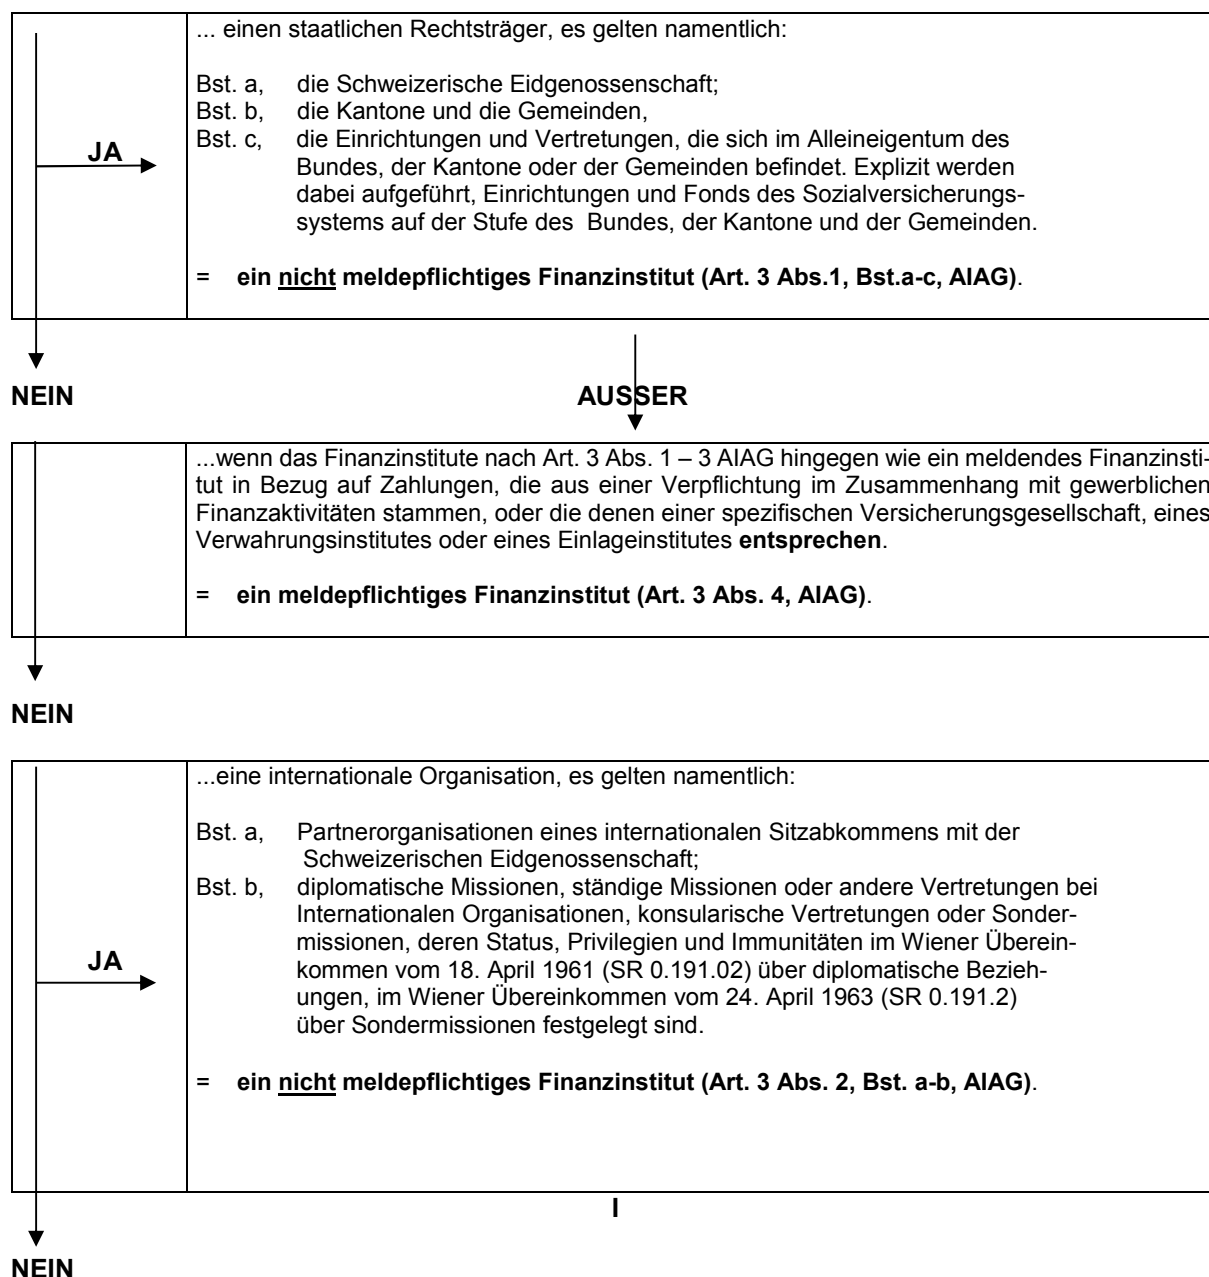 ... einen staatlichen Rechtsträger, es gelten namentlich:
Bst. a, die Schweizerische Eidgenossenschaft;
Bst. b, die Kantone und die Gemeinden,
Bst. c, die Einrichtungen und Vertretungen, die sich im Alleineigentum des
JA
Bundes, der Kantone oder der Gemeinden befindet. Explizit werden
dabei aufgeführt, Einrichtungen und Fonds des Sozialversicherungs-
systems auf der Stufe des Bundes, der Kantone und der Gemeinden.
= ein nicht meldepflichtiges Finanzinstitut (Art. 3 Abs.1, Bst.a-c, AIAG).
NEIN AUSSER
...wenn das Finanzinstitute nach Art. 3 Abs. 1 – 3 AIAG hingegen wie ein meldendes Finanzinsti-
tut in Bezug auf Zahlungen, die aus einer Verpflichtung im Zusammenhang mit gewerblichen
Finanzaktivitäten stammen, oder die denen einer spezifischen Versicherungsgesellschaft, eines
Verwahrungsinstitutes oder eines Einlageinstitutes entsprechen.
= ein meldepflichtiges Finanzinstitut (Art. 3 Abs. 4, AIAG).
NEIN
...eine internationale Organisation, es gelten namentlich:
Bst. a, Partnerorganisationen eines internationalen Sitzabkommens mit der
Schweizerischen Eidgenossenschaft;
Bst. b, diplomatische Missionen, ständige Missionen oder andere Vertretungen bei
Internationalen Organisationen, konsularische Vertretungen oder Sonder-
missionen, deren Status, Privilegien und Immunitäten im Wiener Überein-
JA
kommen vom 18. April 1961 (SR 0.191.02) über diplomatische Bezieh-
ungen, im Wiener Übereinkommen vom 24. April 1963 (SR 0.191.2)
über Sondermissionen festgelegt sind.
= ein nicht meldepflichtiges Finanzinstitut (Art. 3 Abs. 2, Bst. a-b, AIAG).
I
NEIN